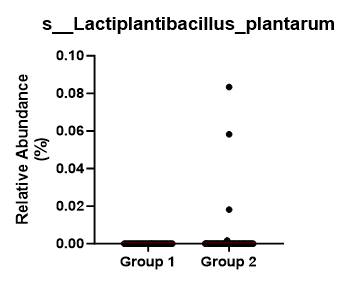 s__Lactiplantibacillus_plantarum
Relative Abundance
(%)
0.10
0.08
0.06
0.04
0.02
0.00
Group 1 Group 2